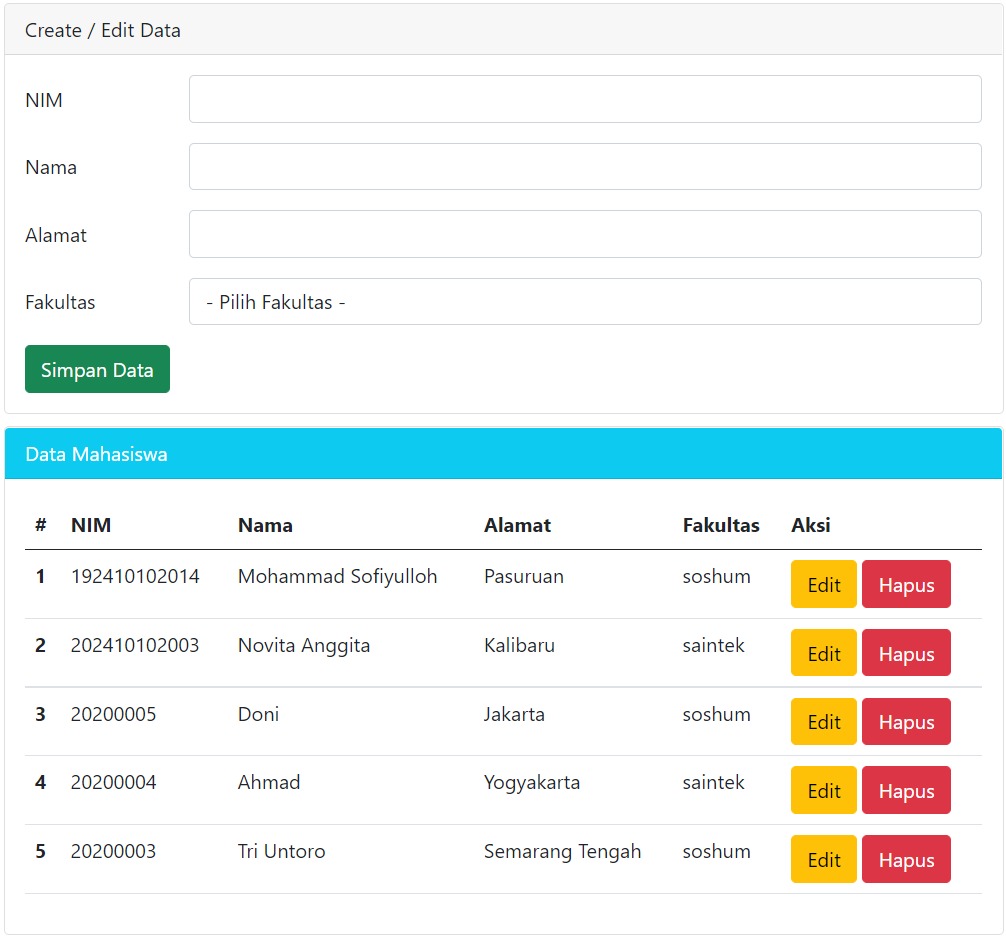 Create / Edit Data
NIM
Nama
Alamat
Fakultas - Pilih Fakultas -
Simpan Data
Data Mahasiswa
# NIM Nama Alamat Fakultas Aksi
1 192410102014 Mohammad Sofiyulloh Pasuruan soshum Edit Hapus
2 202410102003 Novita Anggita Kalibaru saintek Edit Hapus
3 20200005 Doni Jakarta soshum Edit Hapus
4 20200004 Ahmad Yogyakarta saintek Edit Hapus
5 20200003 Tri Untoro Semarang Tengah soshum Edit Hapus